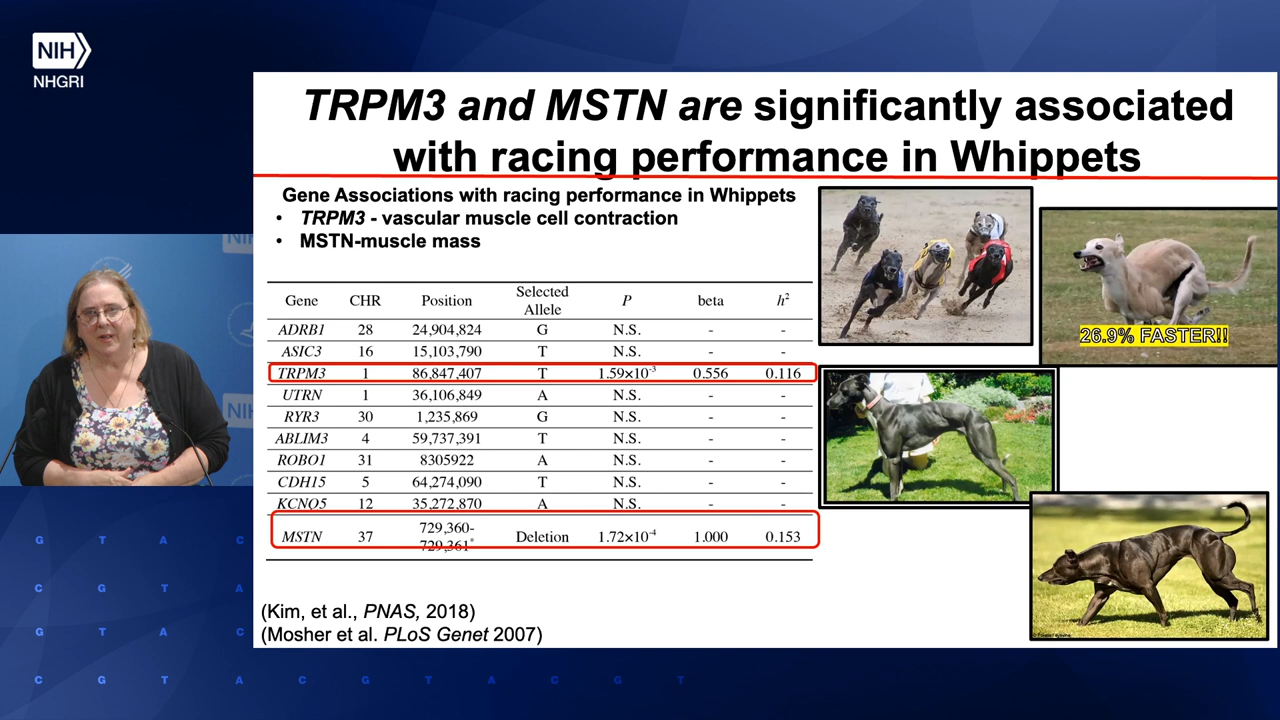 NIH
NHGRI
TRPM3 and MSTN are significantly associated
with racing performance in Whippets
Gene Associations with racing performance in Whippets
• TRPM3 - vascular muscle cell contraction
• MSTN-muscle mass
Gene CHR Position Selected Allele P beta h²
ADRB1 28 24,904,824 G N.S. - -
ASIC3 16 15,103,790 T N.S. - -
TRPM3 1 86,847,407 T 1.59×10⁻³ 0.556 0.116
UTRN 1 36,106,849 A N.S. - -
RYR3 30 1,235,869 G N.S. - -
ABLIM3 4 59,737,391 T N.S. - -
ROBO1 31 8305922 A N.S. - -
CDH15 5 64,274,090 T N.S. - -
KCNQ5 12 35,272,870 A N.S. - -
MSTN 37 729,360-729,361* Deletion 1.72×10⁻⁴ 1.000 0.153
26.9% FASTER!!
(Kim, et al., PNAS, 2018)
(Mosher et al. PLoS Genet 2007)
NIH
NIH
NIH
G T A C
C G T A
G T A C
C G T A C G T A C G T